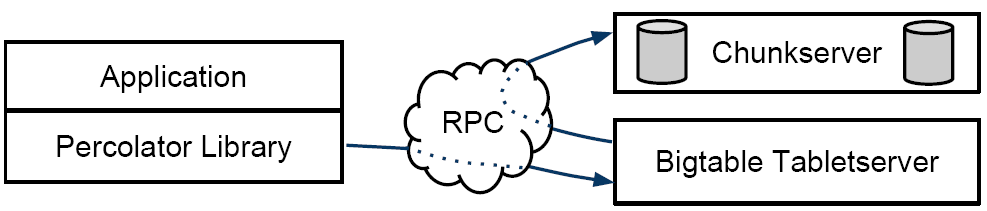 Application
Percolator Library
RPC
Chunkserver
Bigtable Tabletserver